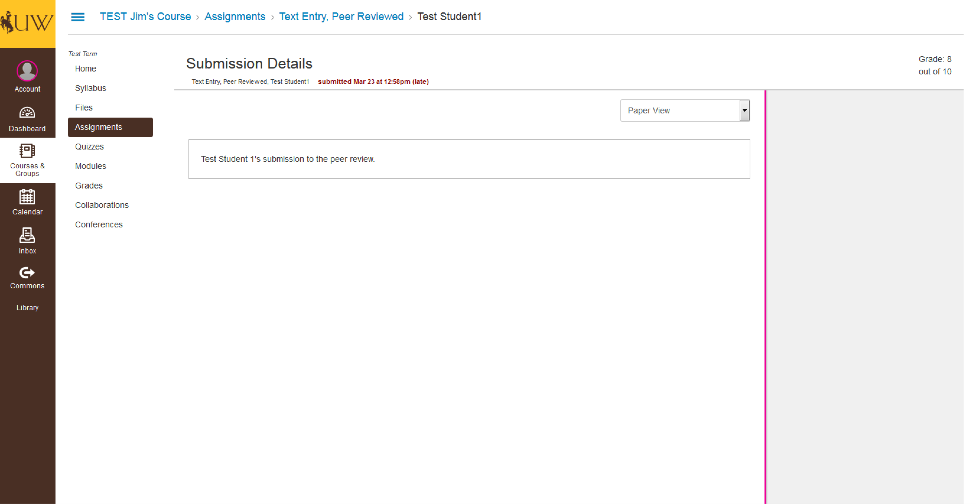 UW
TEST Jim's Course › Assignments › Text Entry, Peer Reviewed › Test Student1
Account
Dashboard
Courses &
Groups
Calendar
Inbox
Commons
Library
Test Term
Home
Syllabus
Files
Assignments
Quizzes
Modules
Grades
Collaborations
Conferences
Submission Details
Text Entry, Peer Reviewed, Test Student1 submitted Mar 23 at 12:58pm (late)
Grade: 8
out of 10
Paper View
Test Student 1's submission to the peer review.